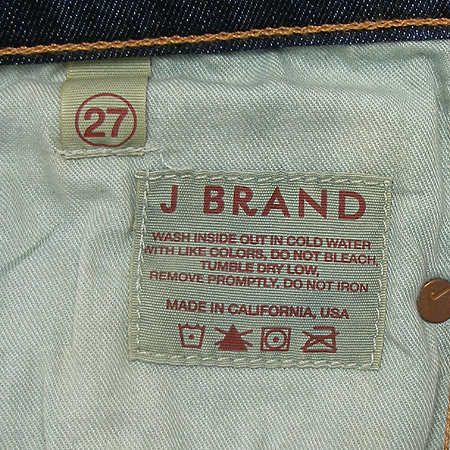 27
J BRAND
WASH INSIDE OUT IN COLD WATER
WITH LIKE COLORS, DO NOT BLEACH,
TUMBLE DRY LOW,
REMOVE PROMPTLY, DO NOT IRON
MADE IN CALIFORNIA, USA